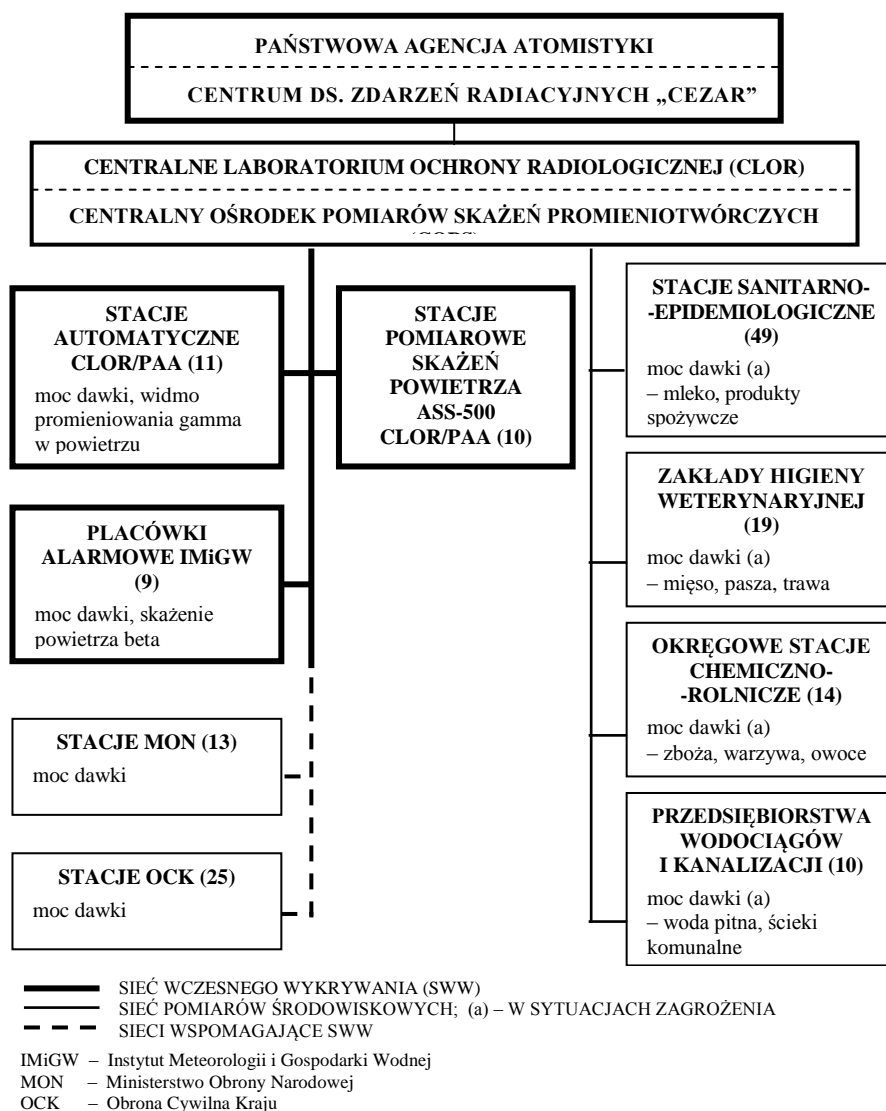 PAŃSTWOWA AGENCJA ATOMISTYKI
CENTRUM DS. ZDARZEŃ RADIACYJNYCH „CEZAR”
CENTRALNE LABORATORIUM OCHRONY RADIOLOGICZNEJ (CLOR)
CENTRALNY OŚRODEK POMIARÓW SKAŻEŃ PROMIENIOTWÓRCZYCH
STACJE
AUTOMATYCZNE
CLOR/PAA (11)
moc dawki, widmo
promieniowania gamma
w powietrzu
STACJE
POMIAROWE
SKAŻEŃ
POWIETRZA
ASS-500
CLOR/PAA (10)
STACJE SANITARNO-
-EPIDEMIOLOGICZNE
(49)
moc dawki (a)
– mleko, produkty
spożywcze
PLACÓWKI
ALARMOWE IMiGW
(9)
moc dawki, skażenie
powietrza beta
ZAKŁADY HIGIENY
WETERYNARYJNEJ
(19)
moc dawki (a)
– mięso, pasza, trawa
OKRĘGOWE STACJE
CHEMICZNO-
-ROLNICZE (14)
moc dawki (a)
– zboża, warzywa, owoce
STACJE MON (13)
moc dawki
PRZEDSIĘBIORSTWA
WODOCIĄGÓW
I KANALIZACJI (10)
moc dawki (a)
– woda pitna, ścieki
komunalne
STACJE OCK (25)
moc dawki
SIEĆ WCZESNEGO WYKRYWANIA (SWW)
SIEĆ POMIARÓW ŚRODOWISKOWYCH; (a) – W SYTUACJACH ZAGROŻENIA
SIECI WSPOMAGAJĄCE SWW
IMiGW – Instytut Meteorologii i Gospodarki Wodnej
MON – Ministerstwo Obrony Narodowej
OCK – Obrona Cywilna Kraju